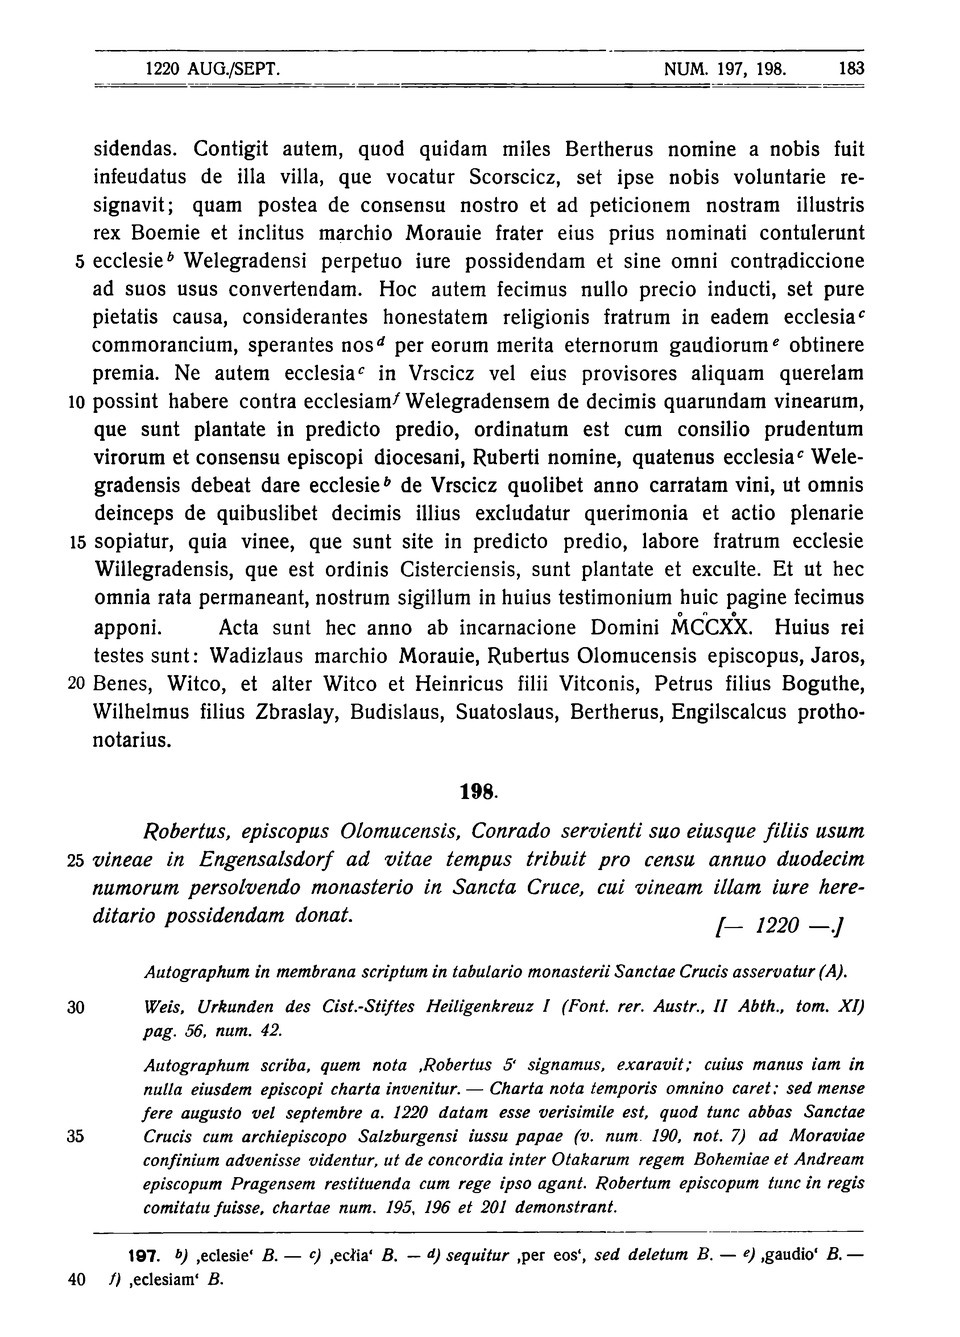 1220 AUG./SEPT. NUM. 197, 198. 183
sidendas. Contigit autem, quod quidam miles Bertherus nomine a nobis fuit
infeudatus de illa villa, que vocatur Scorscicz, set ipse nobis voluntarie re-
signavit; quam postea de consensu nostro et ad peticionem nostram illustris
rex Boemie et inclitus marchio Morauie frater eius prius nominati contulerunt
5 ecclesie b Welegradensi perpetuo iure possidendam et sine omni contradiccione
ad suos usus convertendam. Hoc autem fecimus nullo precio inducti, set pure
pietatis causa, considerantes honestatem religionis fratrum in eadem ecclesia c
commorancium, sperantes nos d per eorum merita eternorum gaudiorum e obtinere
premia. Ne autem ecclesia c in Vrscicz vel eius provisores aliquam querelam
10 possint habere contra ecclesiam f Welegradensem de decimis quarundam vinearum,
que sunt plantate in predicto predio, ordinatum est cum consilio prudentum
virorum et consensu episcopi diocesani, Ruberti nomine, quatenus ecclesia c Wele-
gradensis debeat dare ecclesie b de Vrscicz quolibet anno carratam vini, ut omnis
deinceps de quibuslibet decimis illius excludatur querimonia et actio plenarie
15 sopiatur, quia vinee, que sunt site in predicto predio, labore fratrum ecclesie
Willegradensis, que est ordinis Cisterciensis, sunt plantate et exculte. Et ut hec
omnia rata permaneant, nostrum sigillum in huius testimonium huic pagine fecimus
apponi. Acta sunt hec anno ab incarnacione Domini M̊CĈXX̊. Huius rei
testes sunt: Wadizlaus marchio Morauie, Rubertus Olomucensis episcopus, Jaros,
20 Benes, Witco, et alter Witco et Heinricus filii Vitconis, Petrus filius Boguthe,
Wilhelmus filius Zbraslay, Budislaus, Suatoslaus, Bertherus, Engilscalcus protho-
notarius.
198.
Robertus, episcopus Olomucensis, Conrado servienti suo eiusque filiis usum
25 vineae in Engensalsdorf ad vitae tempus tribuit pro censu annuo duodecim
numorum persolvendo monasterio in Sancta Cruce, cui vineam illam iure here-
ditario possidendam donat. [— 1220 —.]
Autographum in membrana scriptum in tabulario monasterii Sanctae Crucis asservatur (A).
30 Weis, Urkunden des Cist.-Stiftes Heiligenkreuz I (Font. rer. Austr., II Abth., tom. XI)
pag. 56, num. 42.
Autographum scriba, quem nota ‚Robertus 5‘ signamus, exaravit; cuius manus iam in
nulla eiusdem episcopi charta invenitur. — Charta nota temporis omnino caret; sed mense
fere augusto vel septembre a. 1220 datam esse verisimile est, quod tunc abbas Sanctae
35 Crucis cum archiepiscopo Salzburgensi iussu papae (v. num. 190, not. 7) ad Moraviae
confinium advenisse videntur, ut de concordia inter Otakarum regem Bohemiae et Andream
episcopum Pragensem restituenda cum rege ipso agant. Robertum episcopum tunc in regis
comitatu fuisse, chartae num. 195, 196 et 201 demonstrant.
197. b) ‚eclesie‘ B. — c) ‚ecłia‘ B. — d) sequitur ‚per eos‘, sed deletum B. — e) ‚gaudio‘ B. —
40 f) ‚eclesiam‘ B.